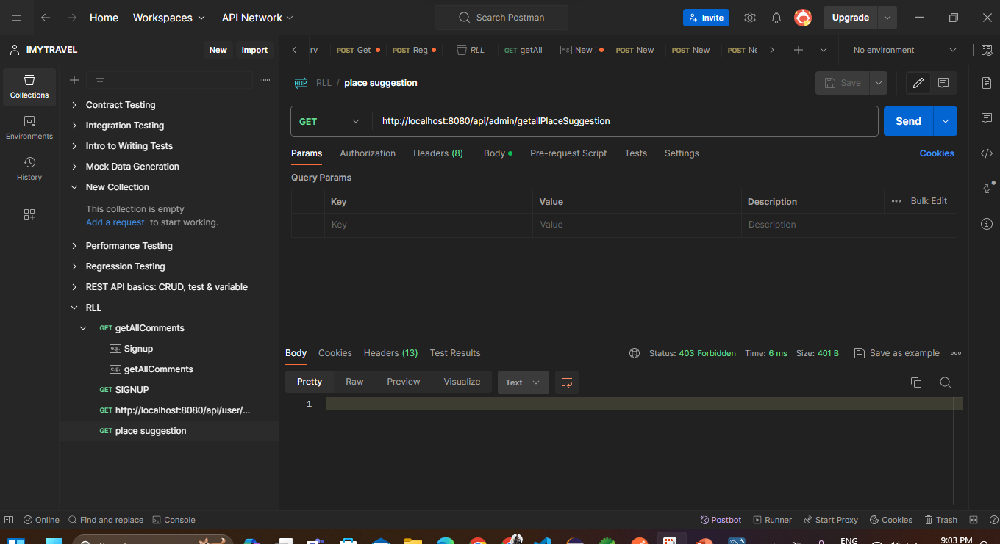 Home Workspaces API Network Search Postman Invite Upgrade
IMYTRAVEL New Import POST Get POST Reg RLL GET getAll e.g. New POST New POST New POST No environment
Collections
Environments
History
Contract Testing
Integration Testing
Intro to Writing Tests
Mock Data Generation
New Collection
This collection is empty
Add a request to start working.
Performance Testing
Regression Testing
REST API basics: CRUD, test & variable
RLL
GET getAllComments
e.g. Signup
e.g. getAllComments
GET SIGNUP
GET http://localhost:8080/api/user/...
GET place suggestion
HTTP RLL / place suggestion Save
GET http://localhost:8080/api/admin/getallPlaceSuggestion Send
Params Authorization Headers (8) Body Pre-request Script Tests Settings Cookies
Query Params
Key Value Description Bulk Edit
Key Value Description
Body Cookies Headers (13) Test Results Status: 403 Forbidden Time: 6 ms Size: 401 B Save as example
Pretty Raw Preview Visualize Text
1
Online Find and replace Console Postbot Runner Start Proxy Cookies Trash
ENG 9:03 PM